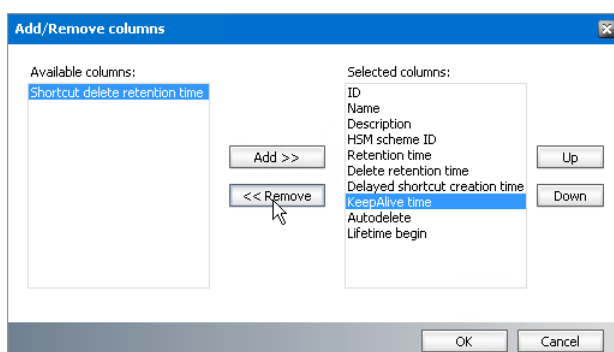 Add/Remove columns
Available columns:
Shortcut delete retention time
Add >>
<< Remove
Selected columns:
ID
Name
Description
HSM scheme ID
Retention time
Delete retention time
Delayed shortcut creation time
KeepAlive time
Autodelete
Lifetime begin
Up
Down
OK
Cancel